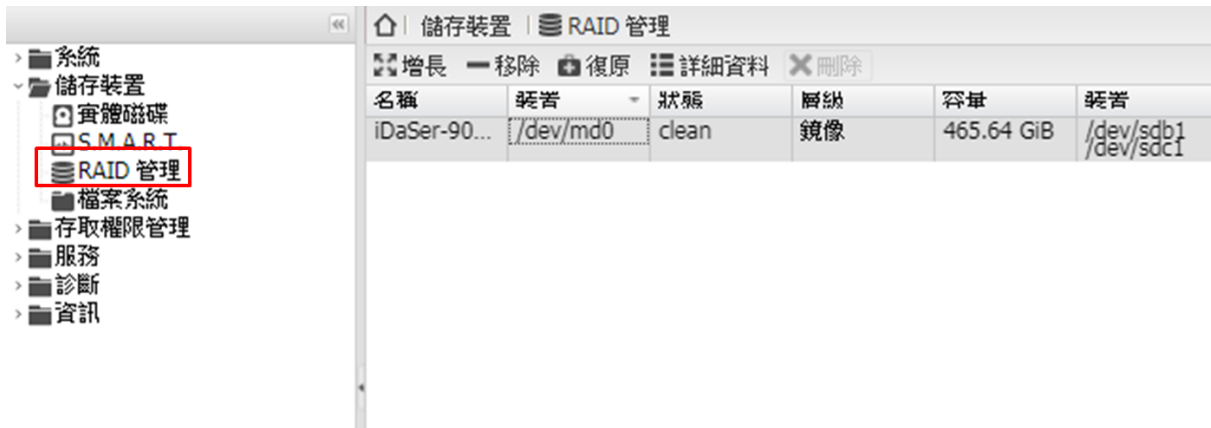 系統
儲存裝置
實體磁碟
S.M.A.R.T.
RAID 管理
檔案系統
存取權限管理
服務
診斷
資訊
儲存裝置 RAID 管理
增長 移除 復原 詳細資料 刪除
名稱 裝置 狀態 層級 容量 裝置
iDaSer-90... /dev/md0 clean 鏡像 465.64 GiB /dev/sdb1
/dev/sdc1